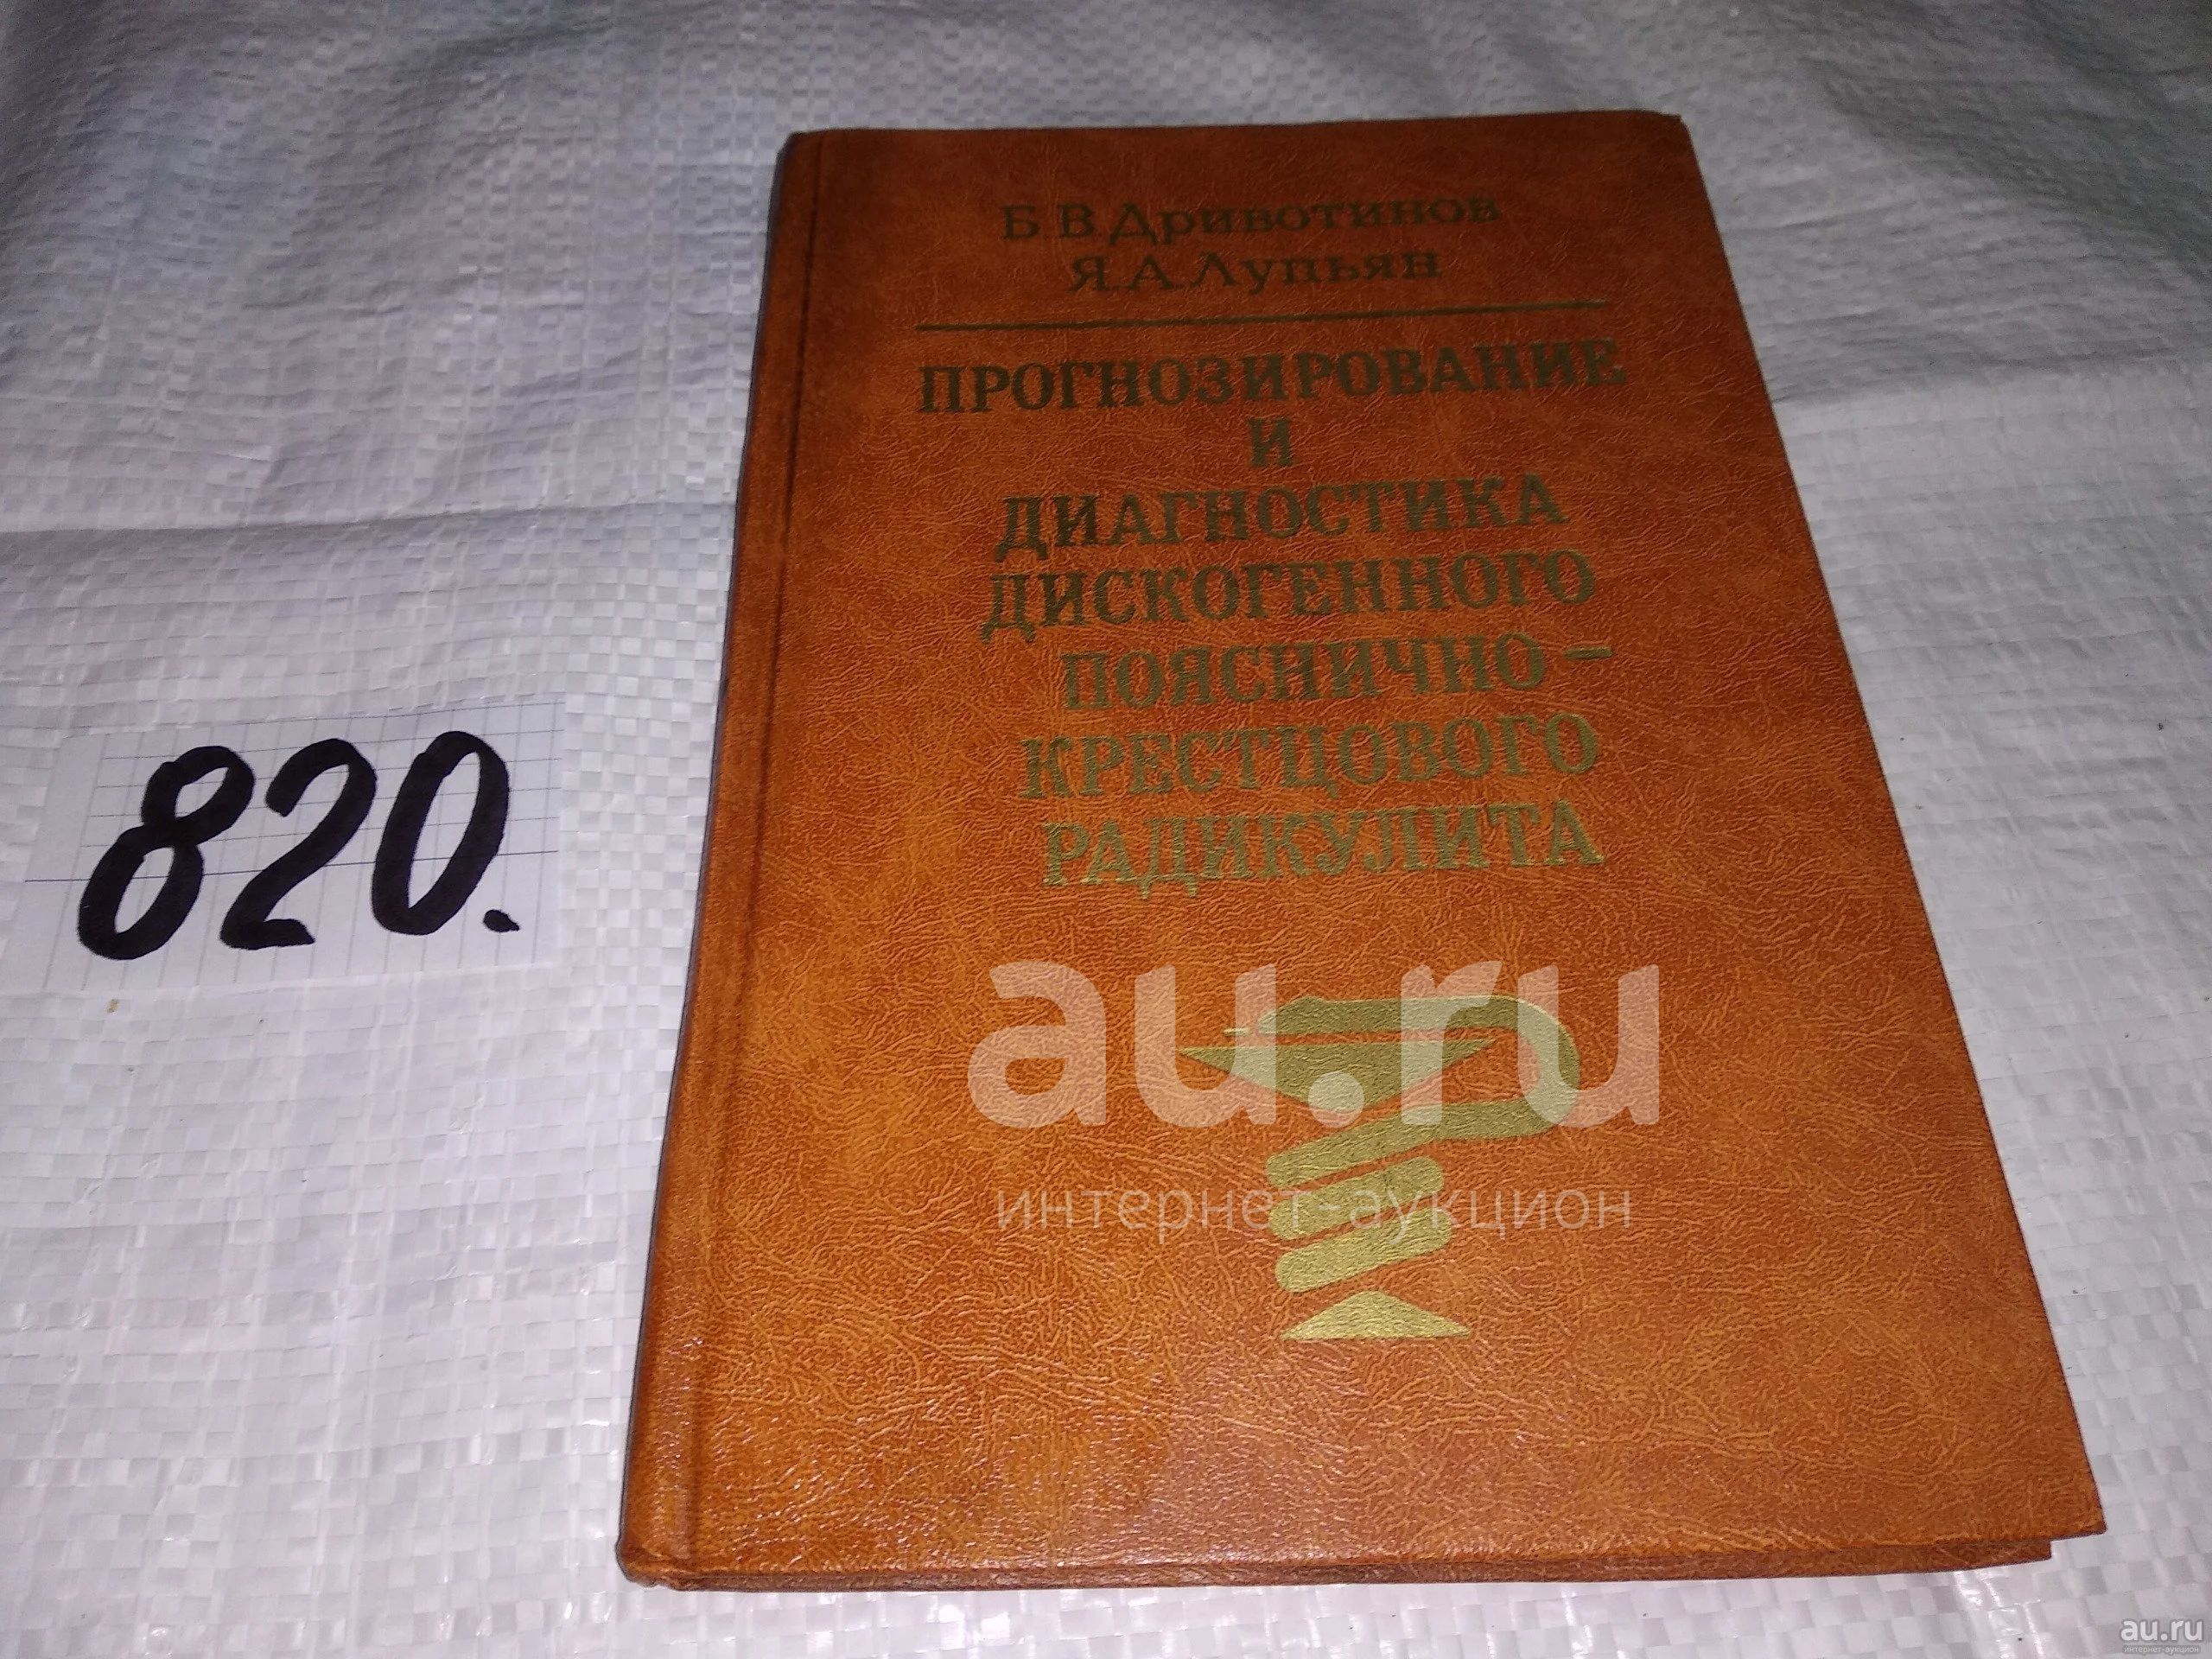 Б.В.Дривотинов
Я.А.Лупьян
ПРОГНОЗИРОВАНИЕ
И
ДИАГНОСТИКА
ДИСКОГЕННОГО
ПОЯСНИЧНО-
КРЕСТЦОВОГО
РАДИКУЛИТА
820.
au.ru
интернет-аукцион
au.ru
интернет-аукцион